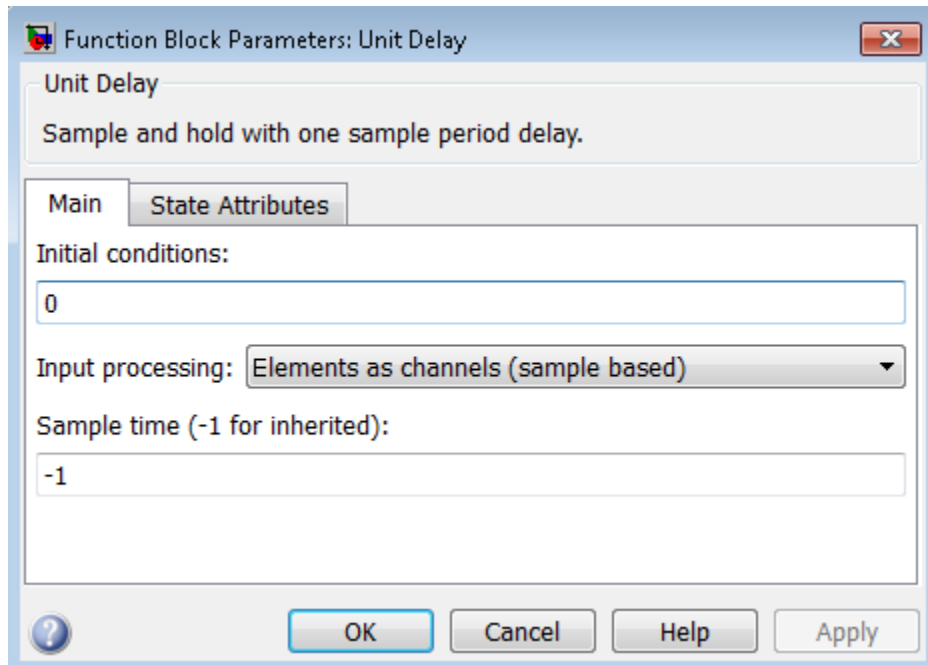 Function Block Parameters: Unit Delay
Unit Delay
Sample and hold with one sample period delay.
Main State Attributes
Initial conditions:
0
Input processing: Elements as channels (sample based)
Sample time (-1 for inherited):
-1
? OK Cancel Help Apply